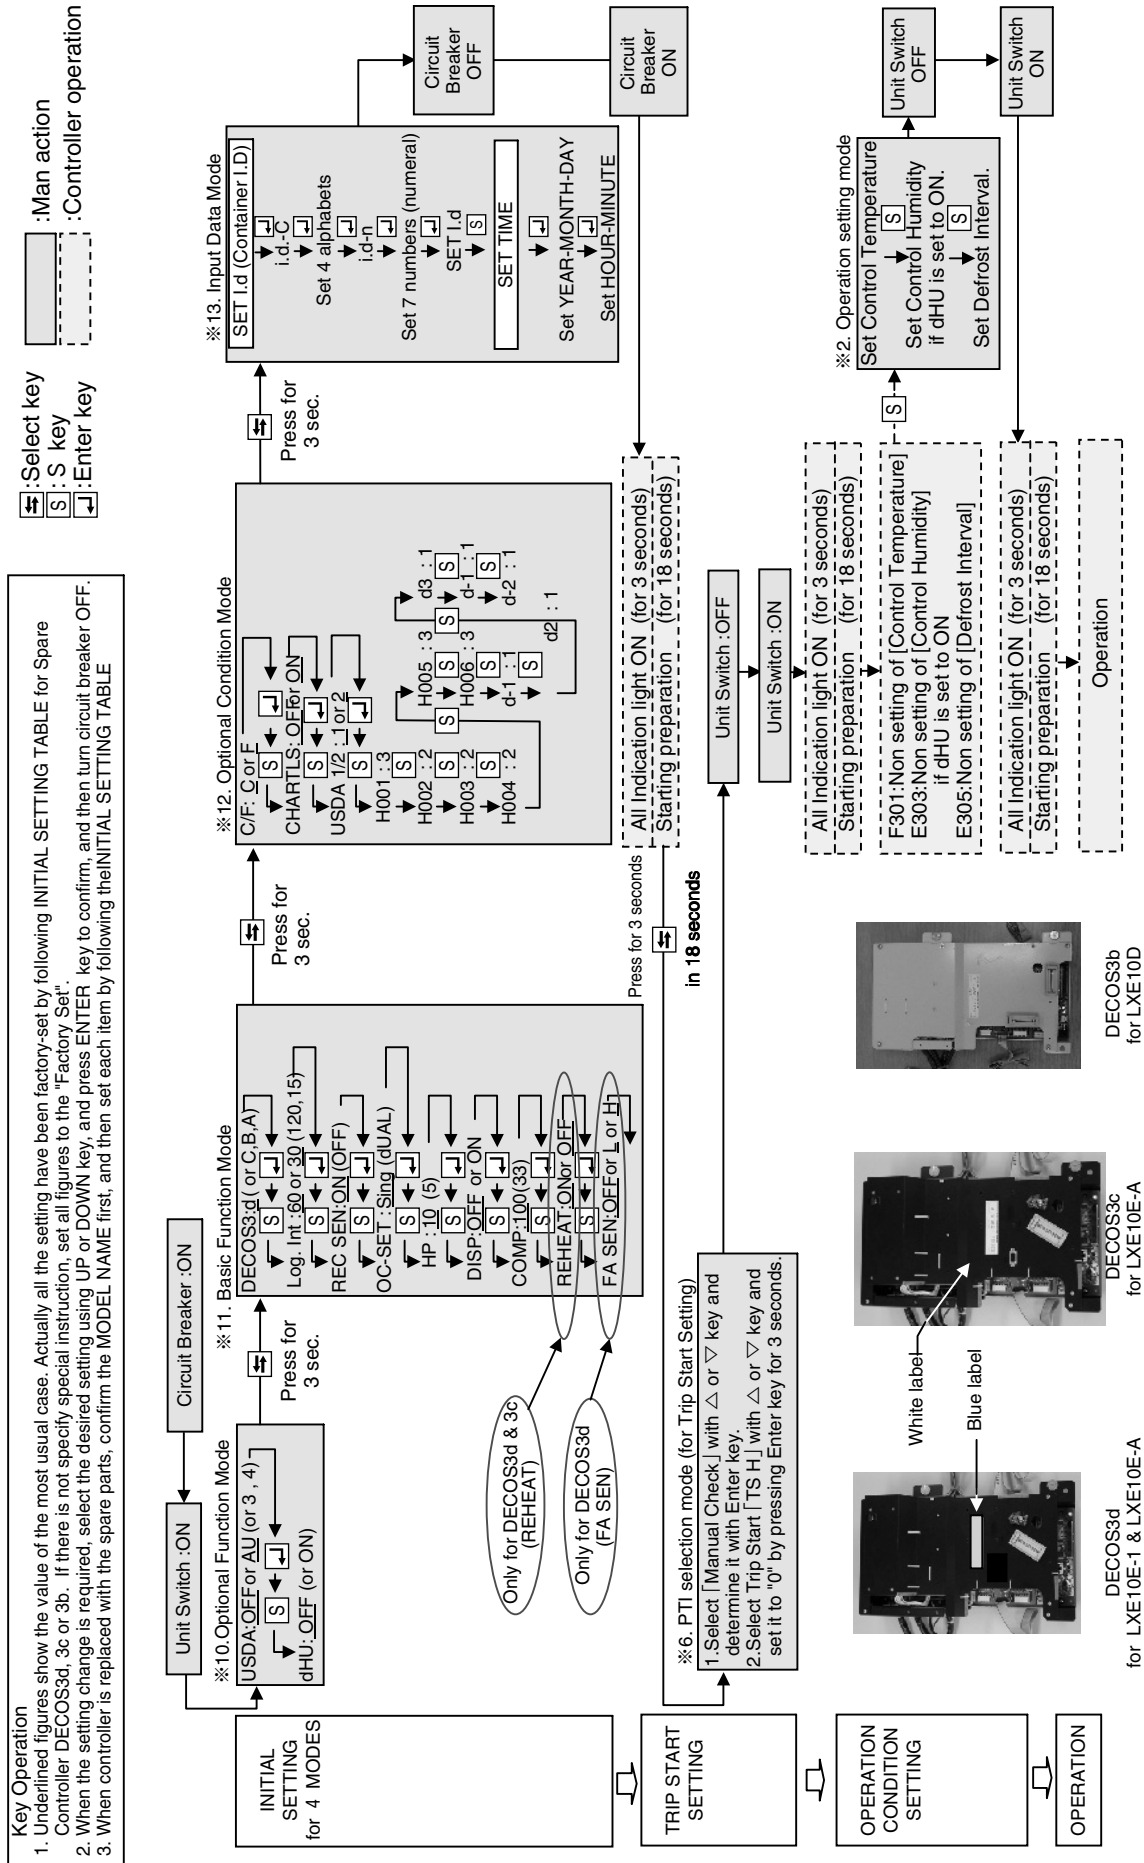 Key Operation
1. Underlined figures show the value of the most usual case. Actually all the setting have been factory-set by following INITIAL SETTING TABLE for Spare
Controller DECOS3d, 3c or 3b. If there is not specify special instruction, set all figures to the "Factory Set".
2. When the setting change is required, select the desired setting using UP or DOWN key, and press ENTER key to confirm, and then turn circuit breaker OFF.
3. When controller is replaced with the spare parts, confirm the MODEL NAME first, and then set each item by following theINITIAL SETTING TABLE
:Select key
S : S key
:Enter key
:Man action
:Controller operation
INITIAL
SETTING
for 4 MODES
Unit Switch :ON
Circuit Breaker :ON
※10.Optional Function Mode
USDA:OFF or AU (or 3 , 4)
S
dHU: OFF (or ON)
Press for
3 sec.
※11. Basic Function Mode
DECOS3:d ( or C,B,A)
S
Log. Int :60 or 30 (120,15)
S
REC SEN:ON (OFF)
S
OC-SET : Sing (dUAL)
S
HP : 10 (5)
S
DISP:OFF or ON
S
COMP:100(33)
S
REHEAT:ONor OFF
S
FA SEN:OFFor L or H
Only for DECOS3d & 3c
(REHEAT)
Only for DECOS3d
(FA SEN)
Press for
3 sec.
※12. Optional Condition Mode
C/F: C or F
S
CHARTLS: OFFor ON
S
USDA 1/2 : 1 or 2
S
H001 : 3
S
H002 : 2
S
H003 : 2
S
H004 : 2
S
H005 : 3
S
H006 : 3
S
d-1 : 1
S
d2 : 1
S
d3 : 1
S
d-1 : 1
S
d-2 : 1
Press for
3 sec.
※13. Input Data Mode
SET I.d (Container I.D)
i.d.-C
Set 4 alphabets
i.d-n
Set 7 numbers (numeral)
SET I.d
S
SET TIME
Set YEAR-MONTH-DAY
Set HOUR-MINUTE
Circuit
Breaker
OFF
Circuit
Breaker
ON
All Indication light ON (for 3 seconds)
Starting preparation (for 18 seconds)
Press for 3 seconds
in 18 seconds
TRIP START
SETTING
※6. PTI selection mode (for Trip Start Setting)
1.Select「Manual Check」with △ or ▽ key and
determine it with Enter key.
2.Select Trip Start「TS H」with △ or ▽ key and
set it to "0" by pressing Enter key for 3 seconds.
Unit Switch :OFF
Unit Switch :ON
OPERATION
CONDITION
SETTING
All Indication light ON (for 3 seconds)
Starting preparation (for 18 seconds)
F301:Non setting of [Control Temperature]
E303:Non setting of [Control Humidity]
if dHU is set to ON
E305:Non setting of [Defrost Interval]
S
※2. Operation setting mode
Set Control Temperature
S
Set Control Humidity
if dHU is set to ON.
S
Set Defrost Interval.
Unit Switch
OFF
Unit Switch
ON
All Indication light ON (for 3 seconds)
Starting preparation (for 18 seconds)
OPERATION
Operation
White label
Blue label
DECOS3d
for LXE10E-1 & LXE10E-A
DECOS3c
for LXE10E-A
DECOS3b
for LXE10D